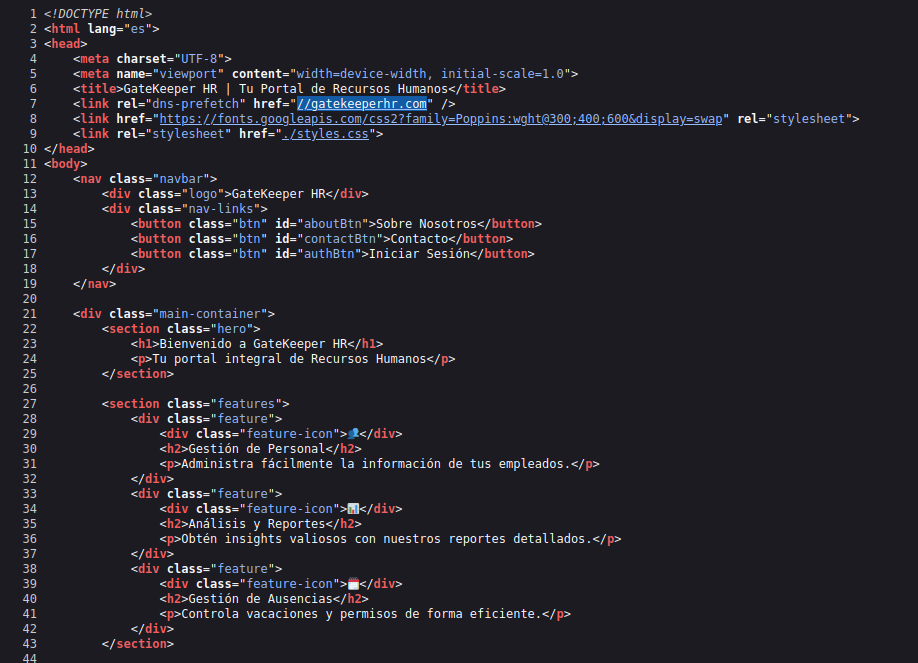 1 <!DOCTYPE html>
2 <html lang="es">
3 <head>
4     <meta charset="UTF-8">
5     <meta name="viewport" content="width=device-width, initial-scale=1.0">
6     <title>GateKeeper HR | Tu Portal de Recursos Humanos</title>
7     <link rel="dns-prefetch" href="//gatekeeperhr.com" />
8     <link href="https://fonts.googleapis.com/css2?family=Poppins:wght@300;400;600&display=swap" rel="stylesheet">
9     <link rel="stylesheet" href="./styles.css">
10 </head>
11 <body>
12     <nav class="navbar">
13         <div class="logo">GateKeeper HR</div>
14         <div class="nav-links">
15             <button class="btn" id="aboutBtn">Sobre Nosotros</button>
16             <button class="btn" id="contactBtn">Contacto</button>
17             <button class="btn" id="authBtn">Iniciar Sesión</button>
18         </div>
19     </nav>
20
21     <div class="main-container">
22         <section class="hero">
23             <h1>Bienvenido a GateKeeper HR</h1>
24             <p>Tu portal integral de Recursos Humanos</p>
25         </section>
26
27         <section class="features">
28             <div class="feature">
29                 <div class="feature-icon">👥</div>
30                 <h2>Gestión de Personal</h2>
31                 <p>Administra fácilmente la información de tus empleados.</p>
32             </div>
33             <div class="feature">
34                 <div class="feature-icon">📊</div>
35                 <h2>Análisis y Reportes</h2>
36                 <p>Obtén insights valiosos con nuestros reportes detallados.</p>
37             </div>
38             <div class="feature">
39                 <div class="feature-icon">🗓️</div>
40                 <h2>Gestión de Ausencias</h2>
41                 <p>Controla vacaciones y permisos de forma eficiente.</p>
42             </div>
43         </section>
44